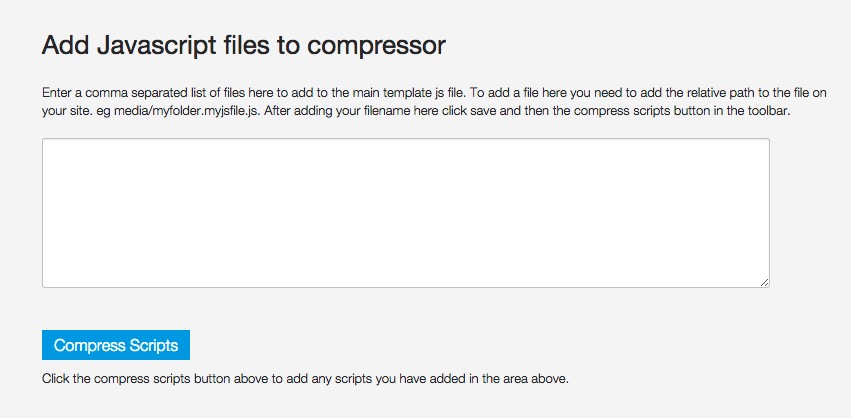 Add Javascript files to compressor
Enter a comma separated list of files here to add to the main template js file. To add a file here you need to add the relative path to the file on
your site. eg media/myfolder.myjsfile.js. After adding your filename here click save and then the compress scripts button in the toolbar.
Compress Scripts
Click the compress scripts button above to add any scripts you have added in the area above.